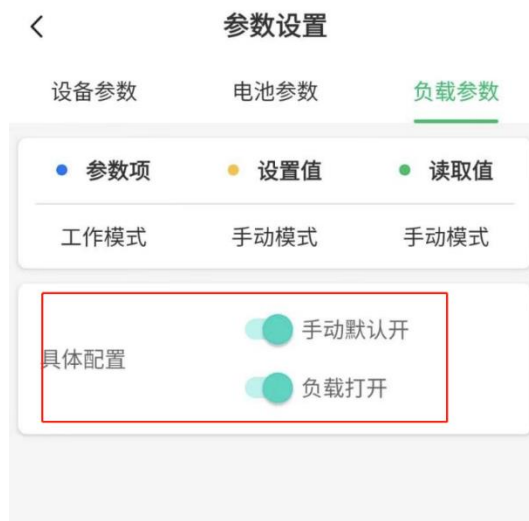 参数设置
设备参数 电池参数 负载参数
参数项 设置值 读取值
工作模式 手动模式 手动模式
手动默认开
具体配置
负载打开